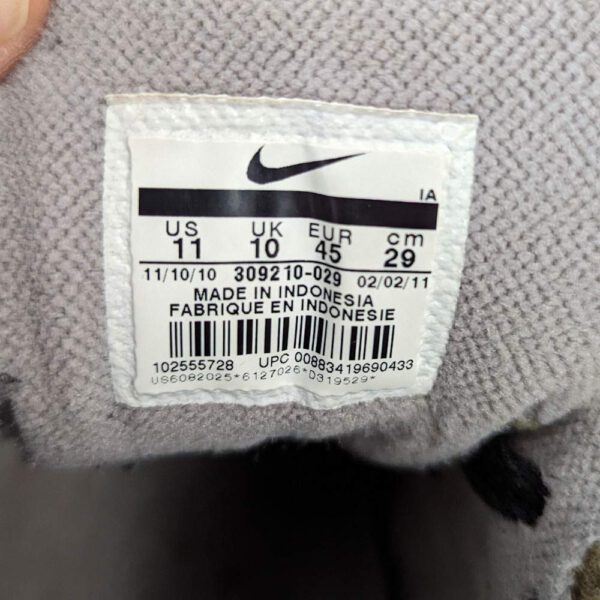 IA
US UK EUR cm
11 10 45 29
11/10/10 309210-029 02/02/11
MADE IN INDONESIA
FABRIQUE EN INDONESIE
102555728 UPC 00883419690433
US6082025*6127026*D319529*